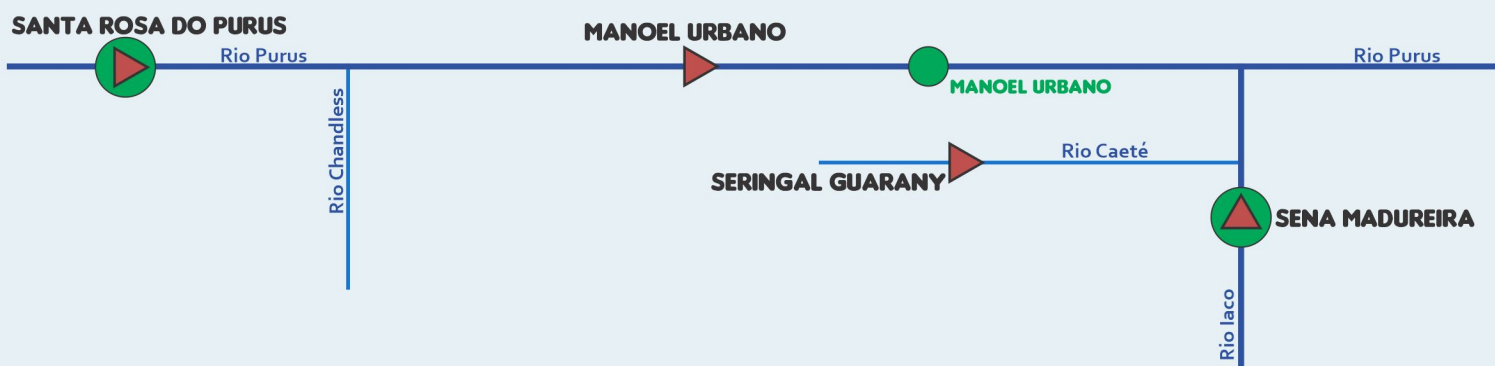 SANTA ROSA DO PURUS
MANOEL URBANO
Rio Purus
Rio Purus
MANOEL URBANO
Rio Chandless
Rio Caeté
SERINGAL GUARANY
SENA MADUREIRA
Rio Iaco